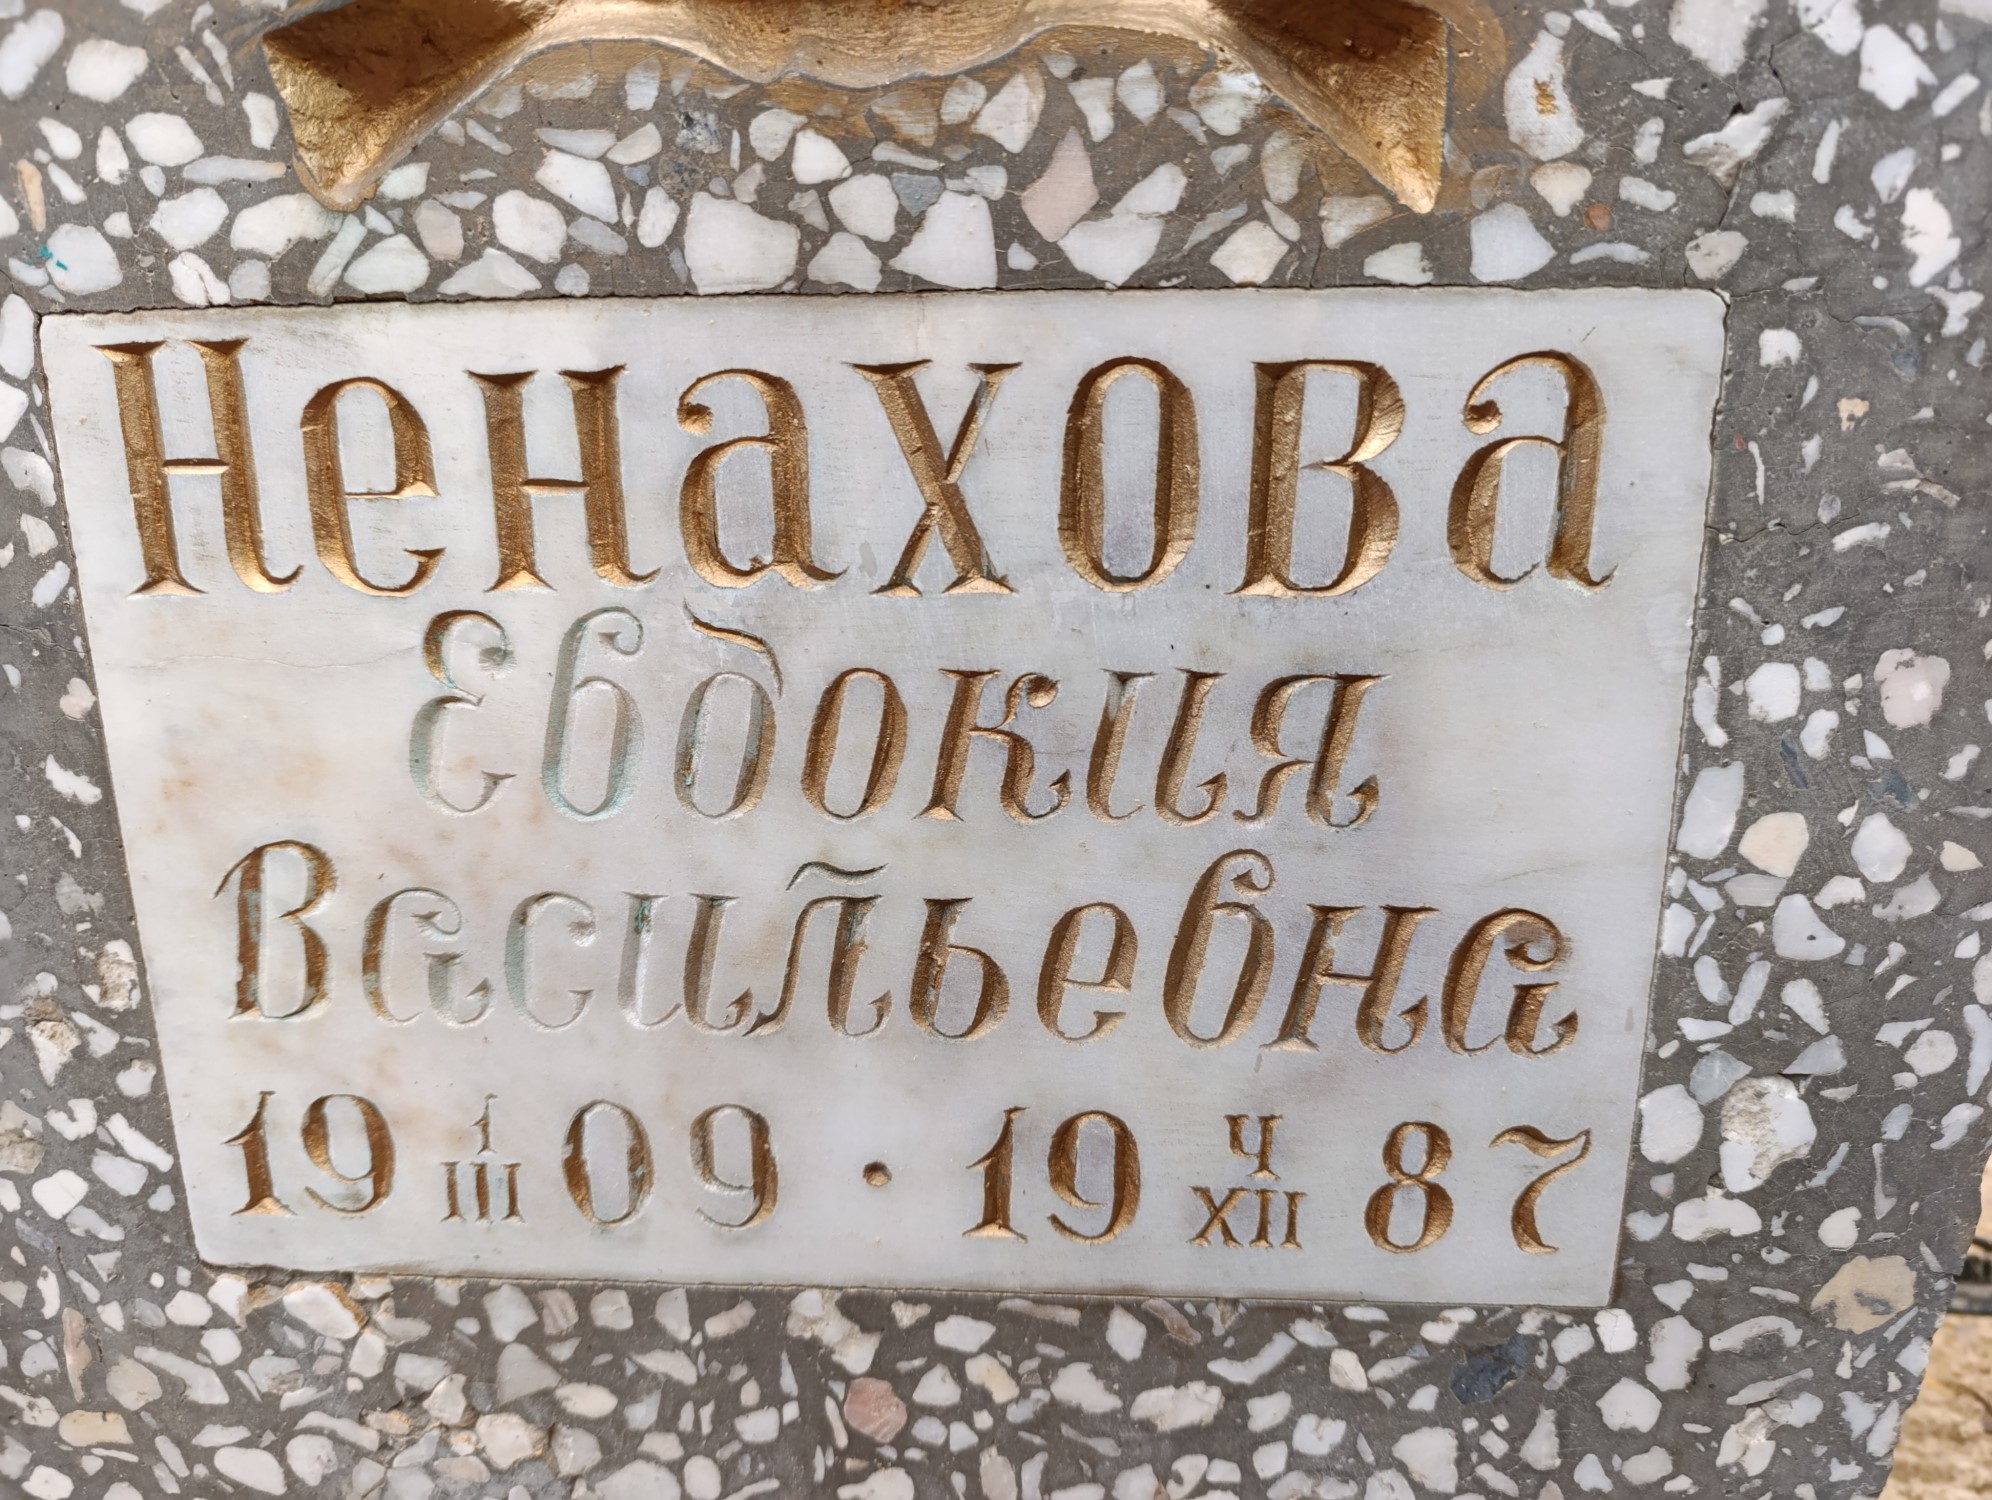 Ненахова
Евдокия
Васильевна
19 1/III 09 · 19 4/XII 87